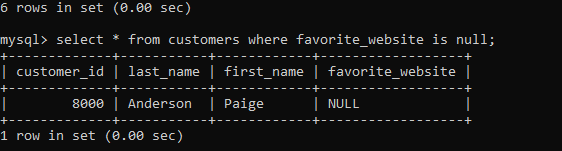 6 rows in set (0.00 sec)
mysql> select * from customers where favorite_website is null;
+-------------+-----------+------------+------------------+
| customer_id | last_name | first_name | favorite_website |
+-------------+-----------+------------+------------------+
|        8000 | Anderson  | Paige      | NULL             |
+-------------+-----------+------------+------------------+
1 row in set (0.00 sec)